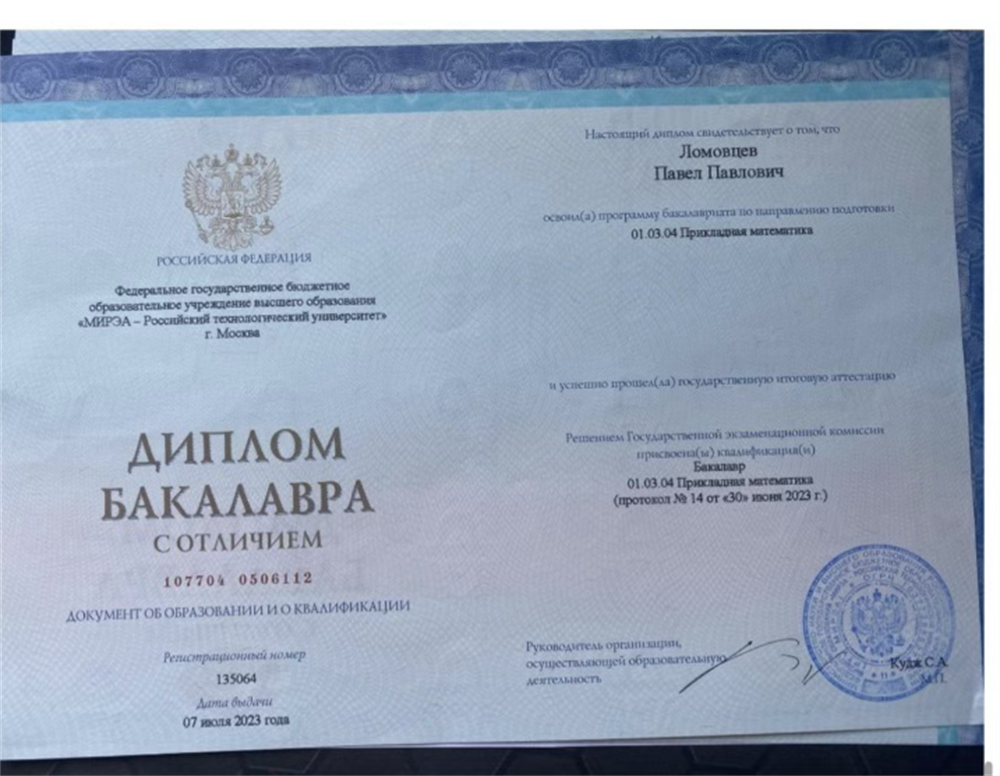 РОССИЙСКАЯ ФЕДЕРАЦИЯ
Федеральное государственное бюджетное
образовательное учреждение высшего образования
«МИРЭА – Российский технологический университет»
г. Москва
ДИПЛОМ
БАКАЛАВРА
С ОТЛИЧИЕМ
107704 0506112
ДОКУМЕНТ ОБ ОБРАЗОВАНИИ И О КВАЛИФИКАЦИИ
Регистрационный номер
135064
Дата выдачи
07 июля 2023 года
Настоящий диплом свидетельствует о том, что
Ломовцев
Павел Павлович
освоил(а) программу бакалавриата по направлению подготовки
01.03.04 Прикладная математика
и успешно прошел(ла) государственную итоговую аттестацию
Решением Государственной экзаменационной комиссии
присвоена(ы) квалификация(и)
Бакалавр
01.03.04 Прикладная математика
(протокол № 14 от «30» июня 2023 г.)
Руководитель организации,
осуществляющей образовательную
деятельность
Кудж С.А.
М.П.